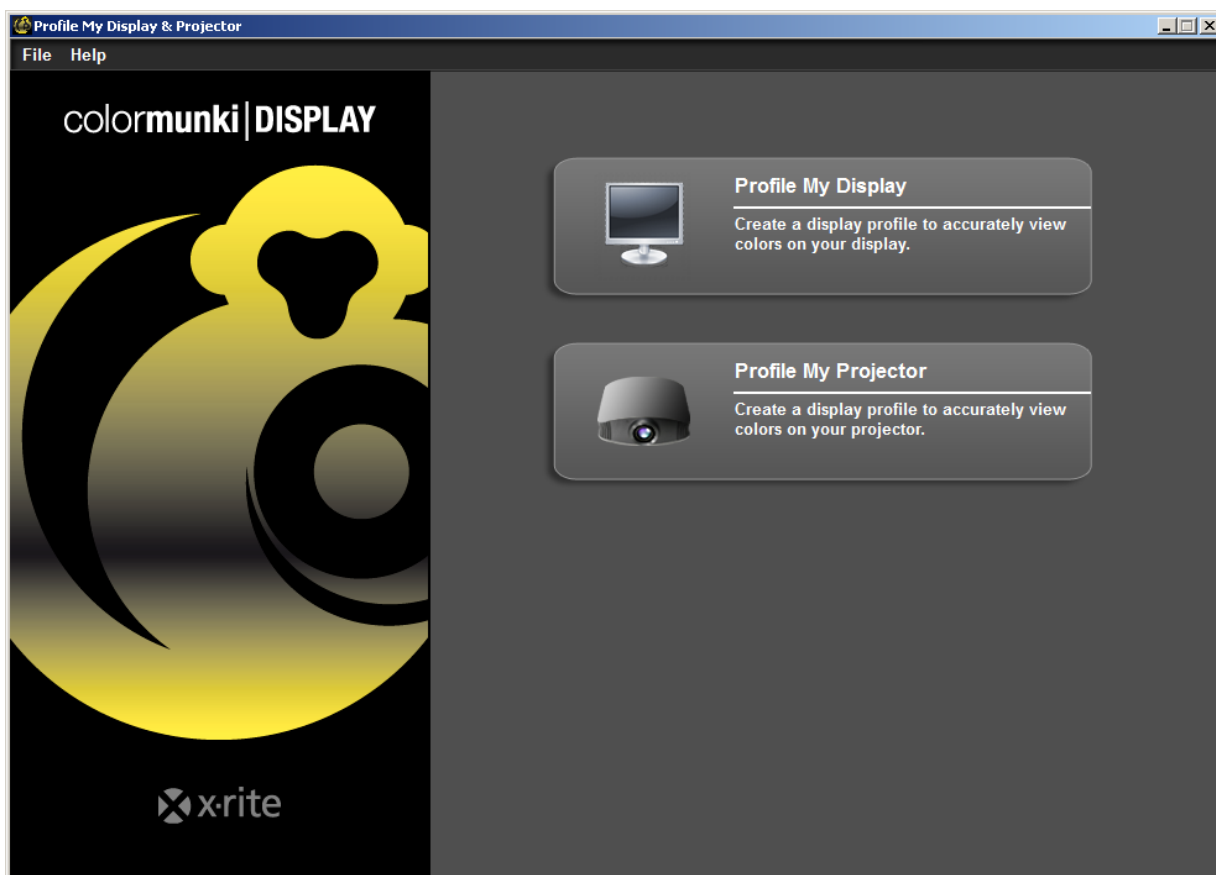 Profile My Display & Projector
File Help
colormunki|DISPLAY
Profile My Display
Create a display profile to accurately view
colors on your display.
Profile My Projector
Create a display profile to accurately view
colors on your projector.
x·rite